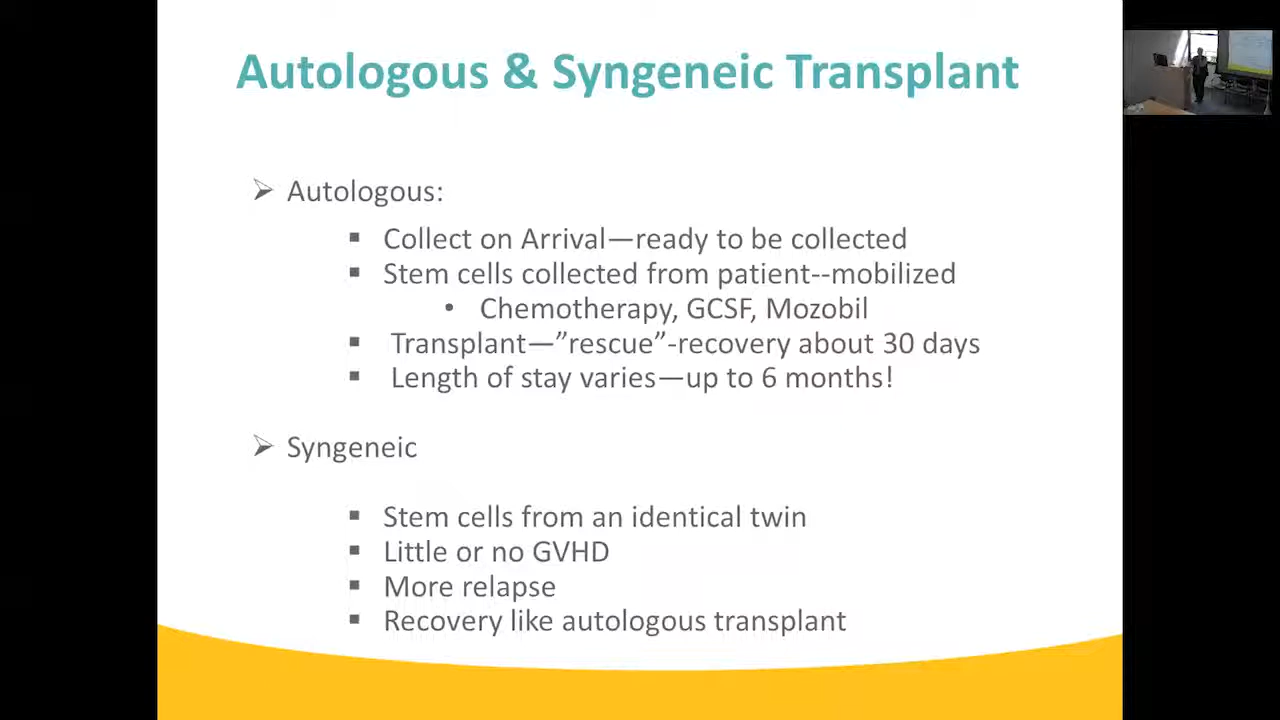 Autologous & Syngeneic Transplant
➢ Autologous:
▪ Collect on Arrival—ready to be collected
▪ Stem cells collected from patient--mobilized
• Chemotherapy, GCSF, Mozobil
▪ Transplant—”rescue”-recovery about 30 days
▪ Length of stay varies—up to 6 months!
➢ Syngeneic
▪ Stem cells from an identical twin
▪ Little or no GVHD
▪ More relapse
▪ Recovery like autologous transplant